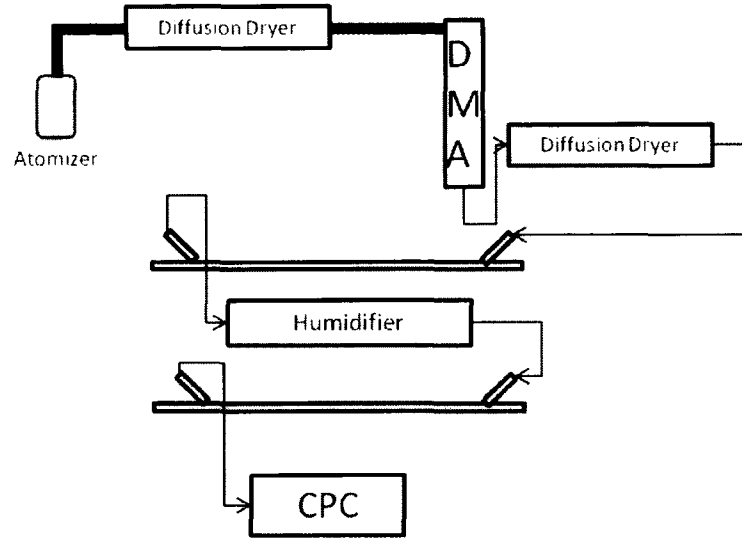 Diffusion Dryer
Atomizer
D
M
A
Diffusion Dryer
Humidifier
CPC